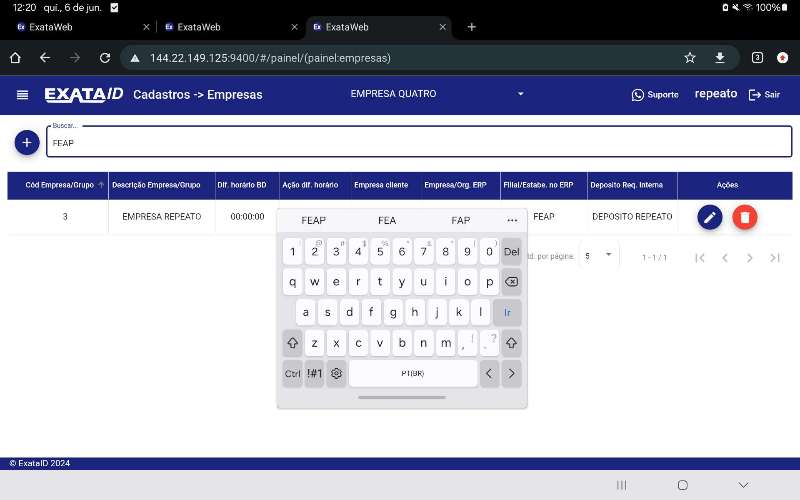 12:20 qui., 6 de jun. 100%
ExataWeb ExataWeb ExataWeb
144.22.149.125:9400/#/painel/(painel:empresas) 3
EXATAID Cadastros -> Empresas EMPRESA QUATRO Suporte repeato Sair
Buscar...
FEAP
Cód Empresa/Grupo Descrição Empresa/Grupo Dif. horário BD Ação dif. horário Empresa cliente Empresa/Org. ERP Filial/Estabe. no ERP Deposito Req. Interna Ações
3 EMPRESA REPEATO 00:00:00 FEAP DEPOSITO REPEATO
td. por página. 5 1 - 1 / 1
FEAP FEA FAP ...
1 2 3 4 5 6 7 8 9 0 Del
q w e r t y u i o p
a s d f g h j k l Ir
z x c v b n m , ! . ?
Ctrl !#1 PT(BR) < >
© ExataID 2024